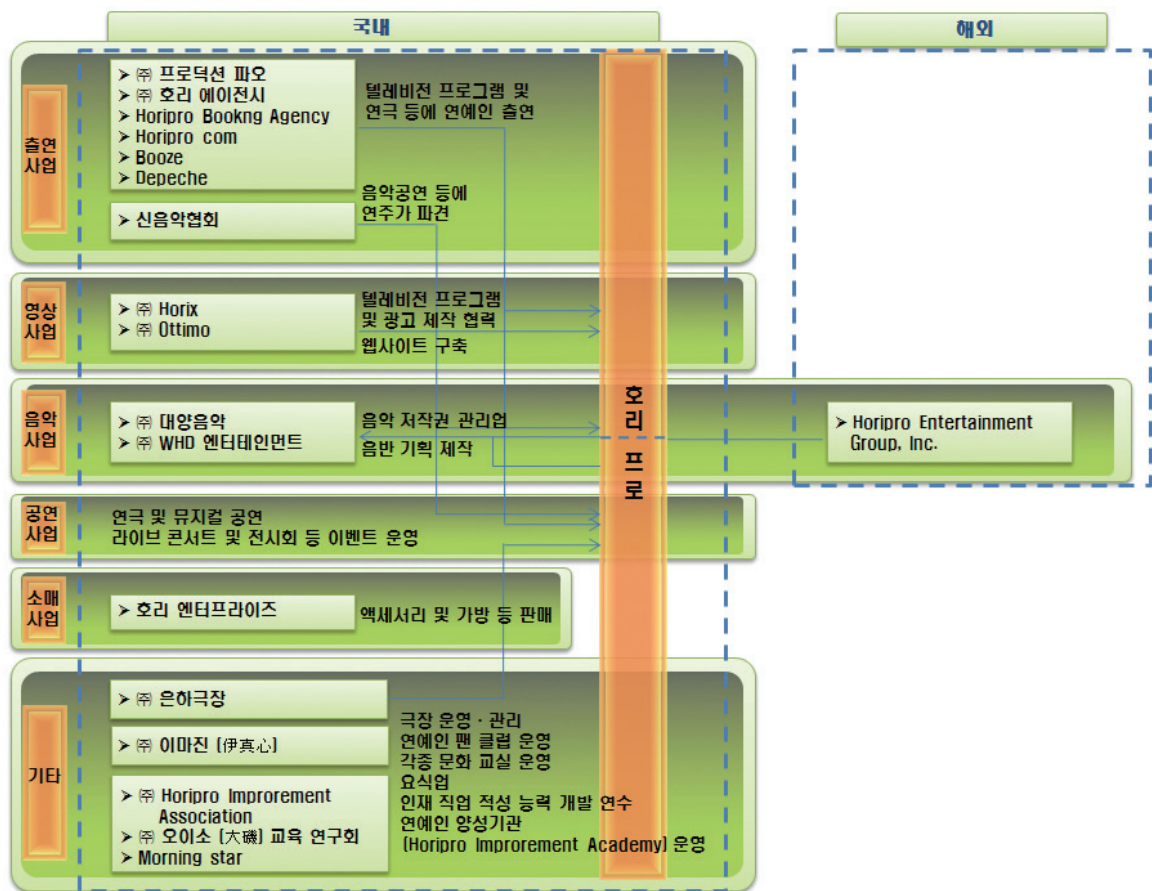 국내
해외
출연
사업
➢ ㈜ 프로덕션 파오
➢ ㈜ 호리 에이전시
➢ Horipro Bookng Agency
➢ Horipro com
➢ Booze
➢ Depeche
텔레비전 프로그램 및
연극 등에 연예인 출연
➢ 신음악협회
음악공연 등에
연주가 파견
영상
사업
➢ ㈜ Horix
➢ ㈜ Ottimo
텔레비전 프로그램
및 광고 제작 협력
웹사이트 구축
음악
사업
➢ ㈜ 대양음악
➢ ㈜ WHD 엔터테인먼트
음악 저작권 관리업
음반 기획 제작
호리
프로
➢ Horipro Entertainment
Group, Inc.
공연
사업
연극 및 뮤지컬 공연
라이브 콘서트 및 전시회 등 이벤트 운영
소매
사업
➢ 호리 엔터프라이즈
액세서리 및 가방 등 판매
기타
➢ ㈜ 은하극장
➢ ㈜ 이마진 (伊真心)
➢ ㈜ Horipro Improrement
Association
➢ ㈜ 오이소 (大磯) 교육 연구회
➢ Morning star
극장 운영 · 관리
연예인 팬 클럽 운영
각종 문화 교실 운영
요식업
인재 직업 적성 능력 개발 연수
연예인 양성기관
(Horipro Improrement Academy) 운영